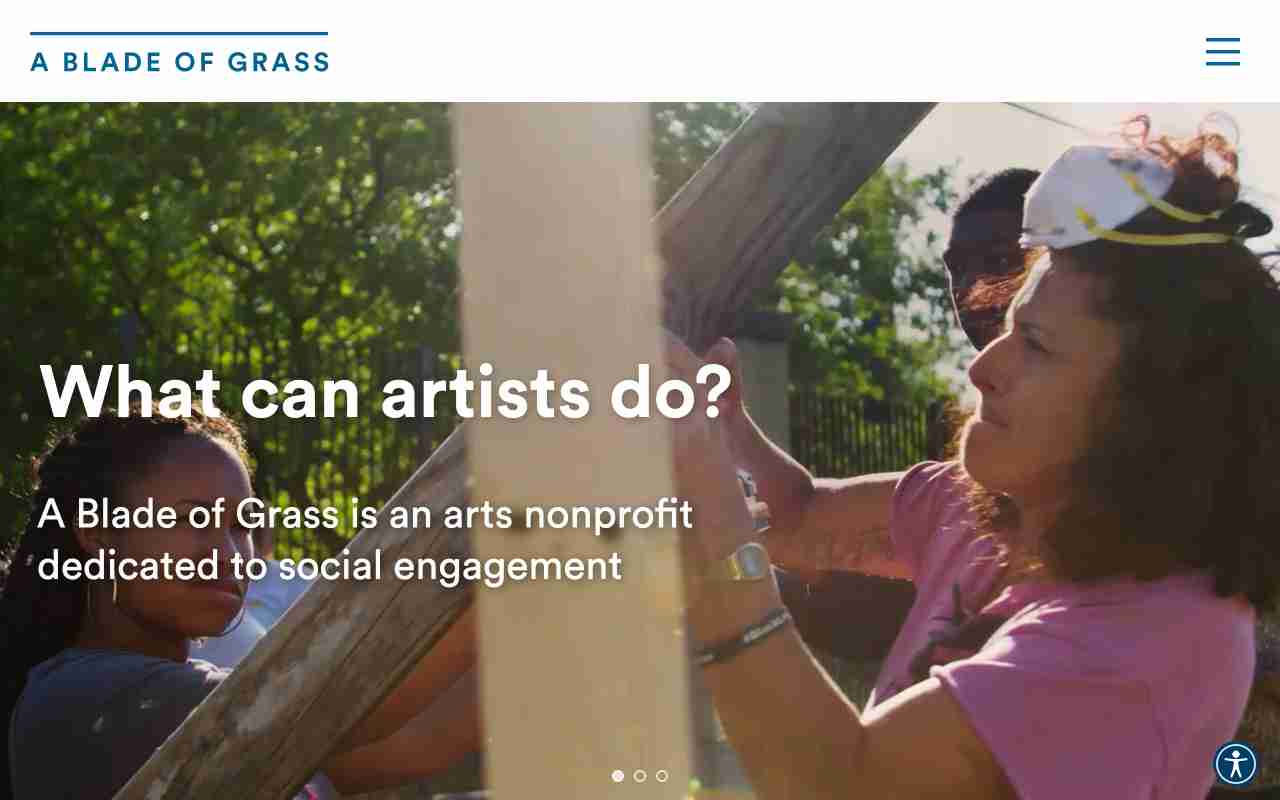 A BLADE OF GRASS
What can artists do?
A Blade of Grass is an arts nonprofit
dedicated to social engagement